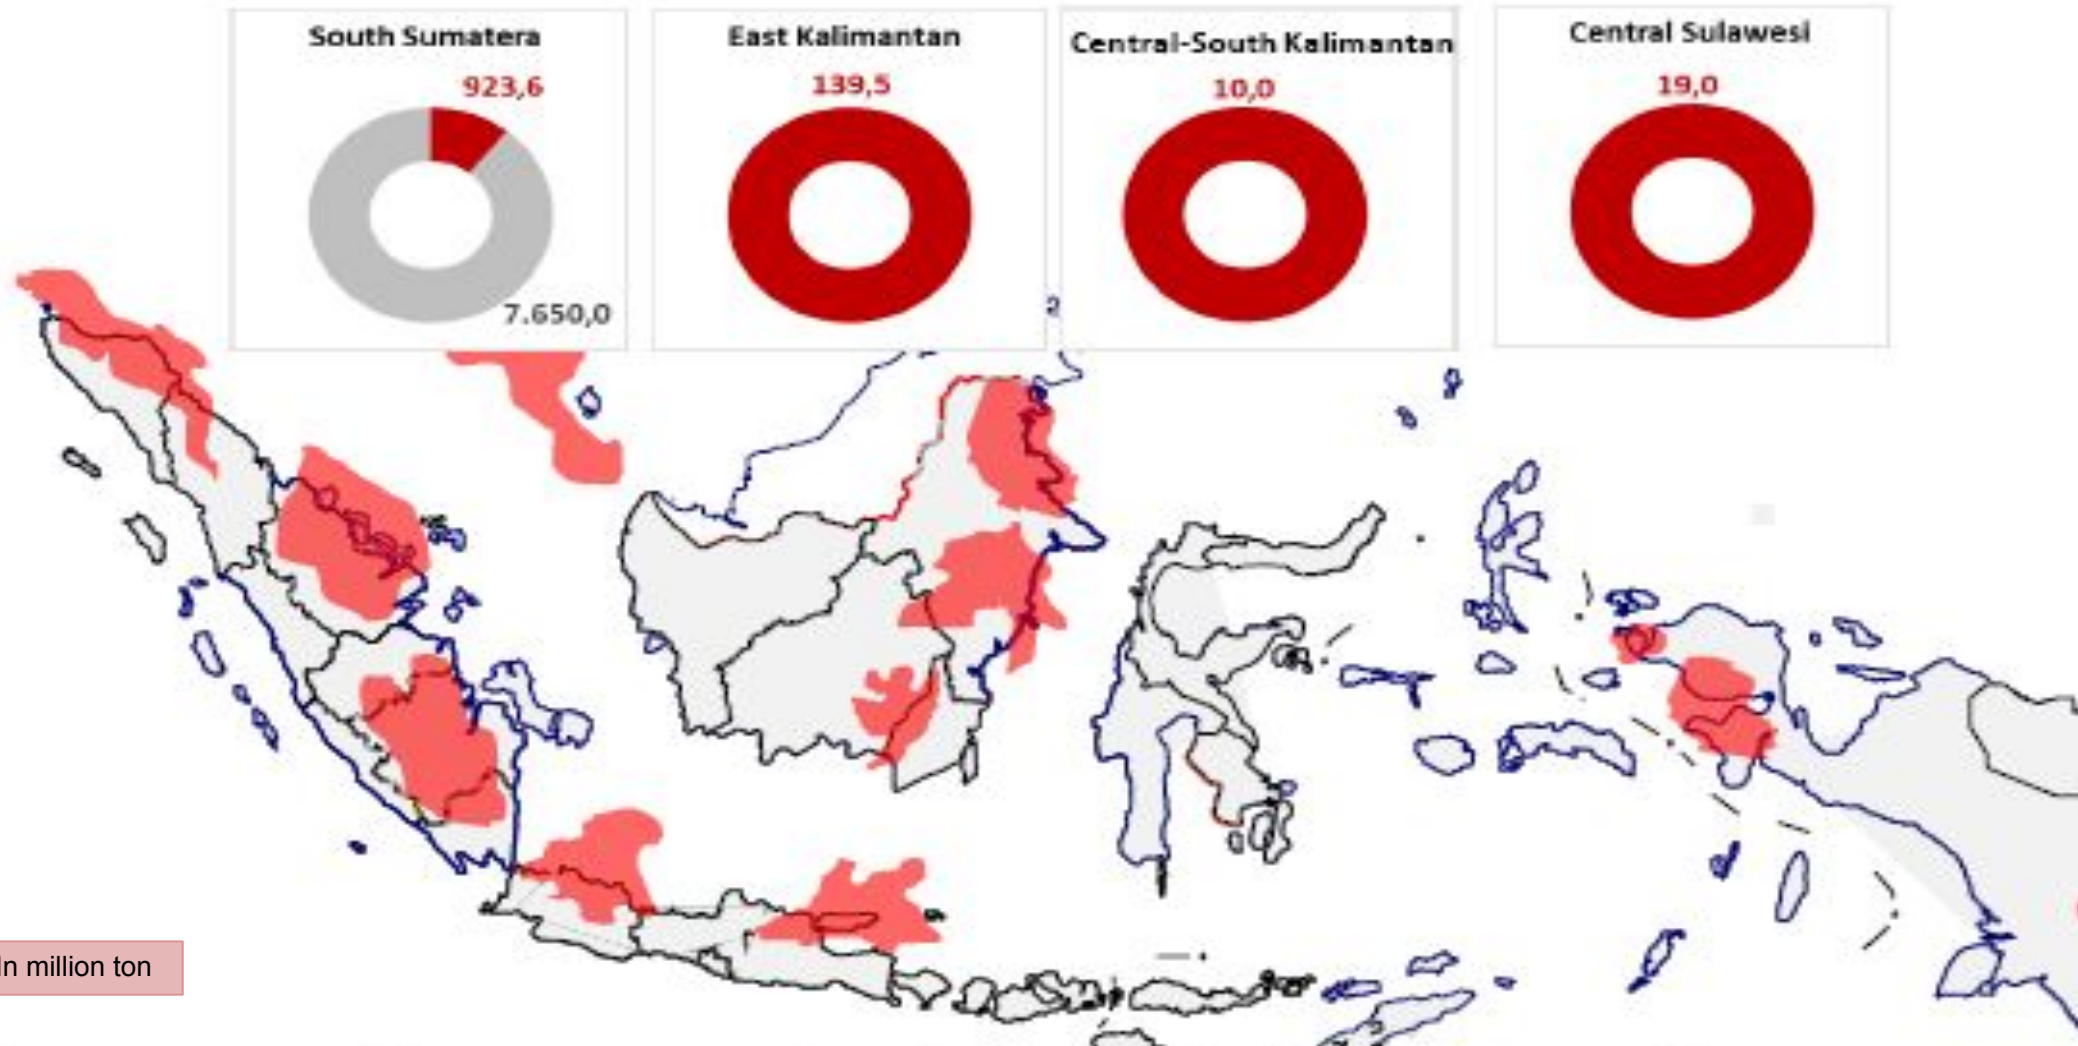 South Sumatera
923,6
7.650,0
East Kalimantan
139,5
Central-South Kalimantan
10,0
Central Sulawesi
19,0
2
In million ton